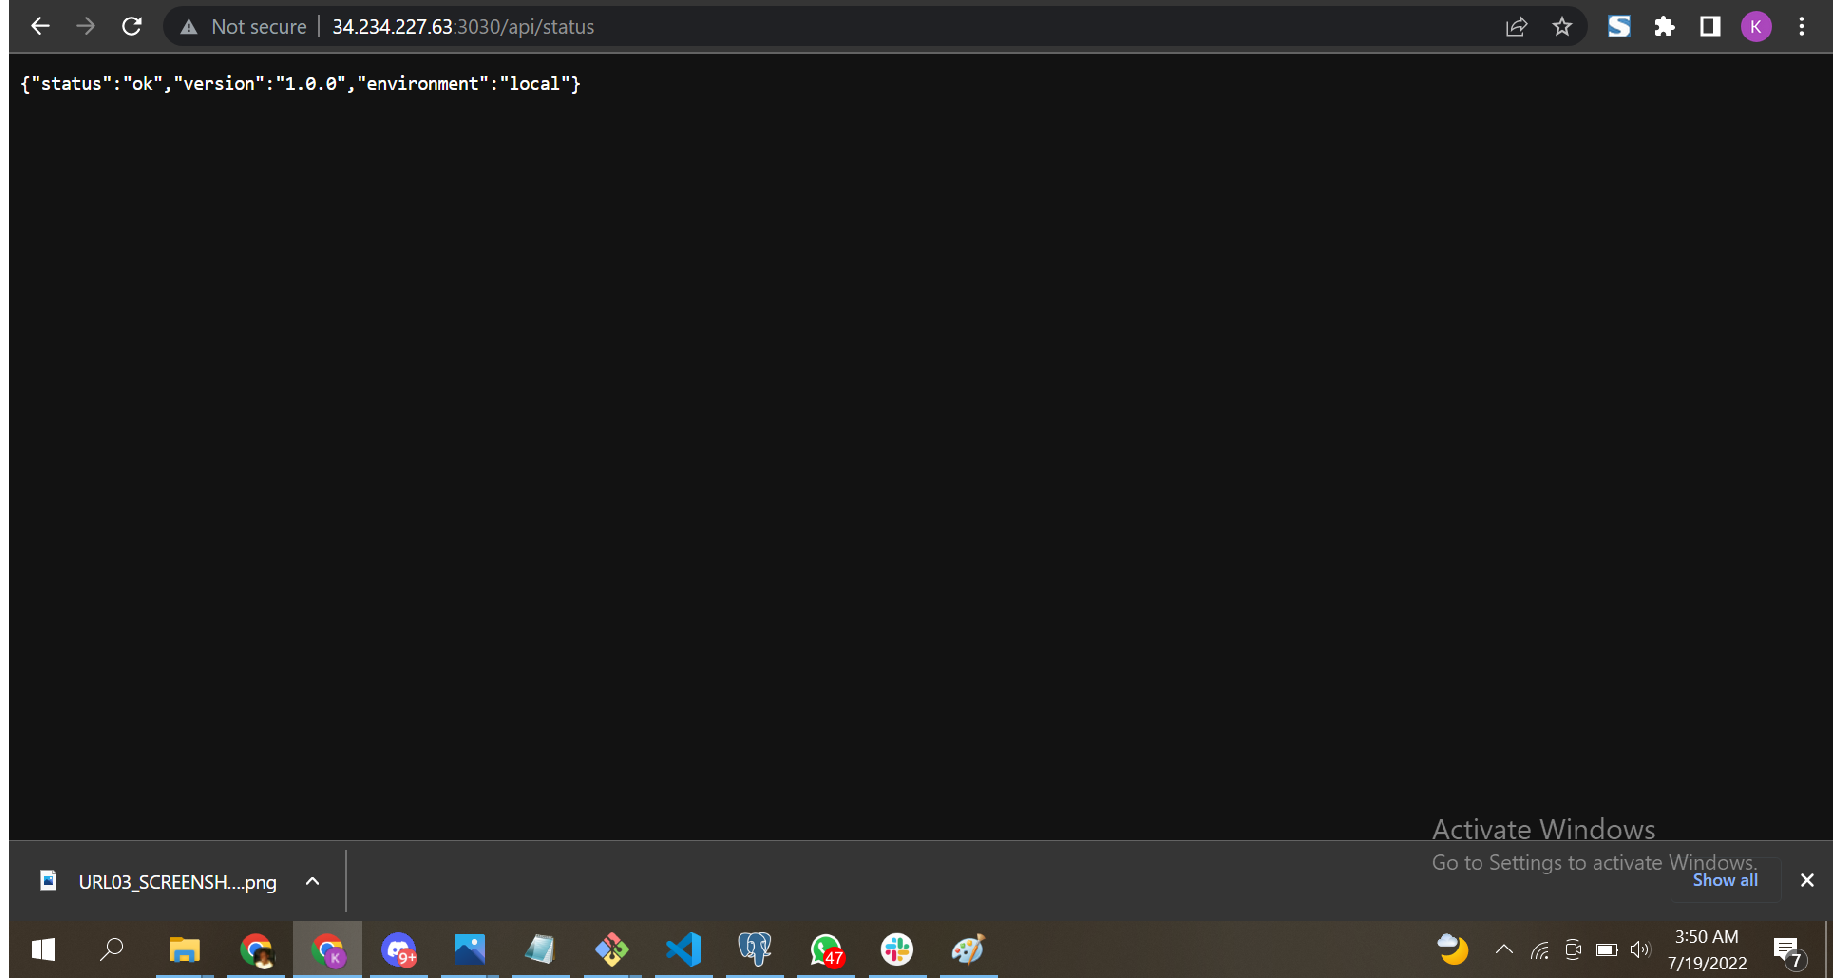 Not secure 34.234.227.63:3030/api/status
K
{"status":"ok","version":"1.0.0","environment":"local"}
Activate Windows
Go to Settings to activate Windows.
URL03_SCREENSH....png
Show all
K
9+
47
3:50 AM
7/19/2022
7